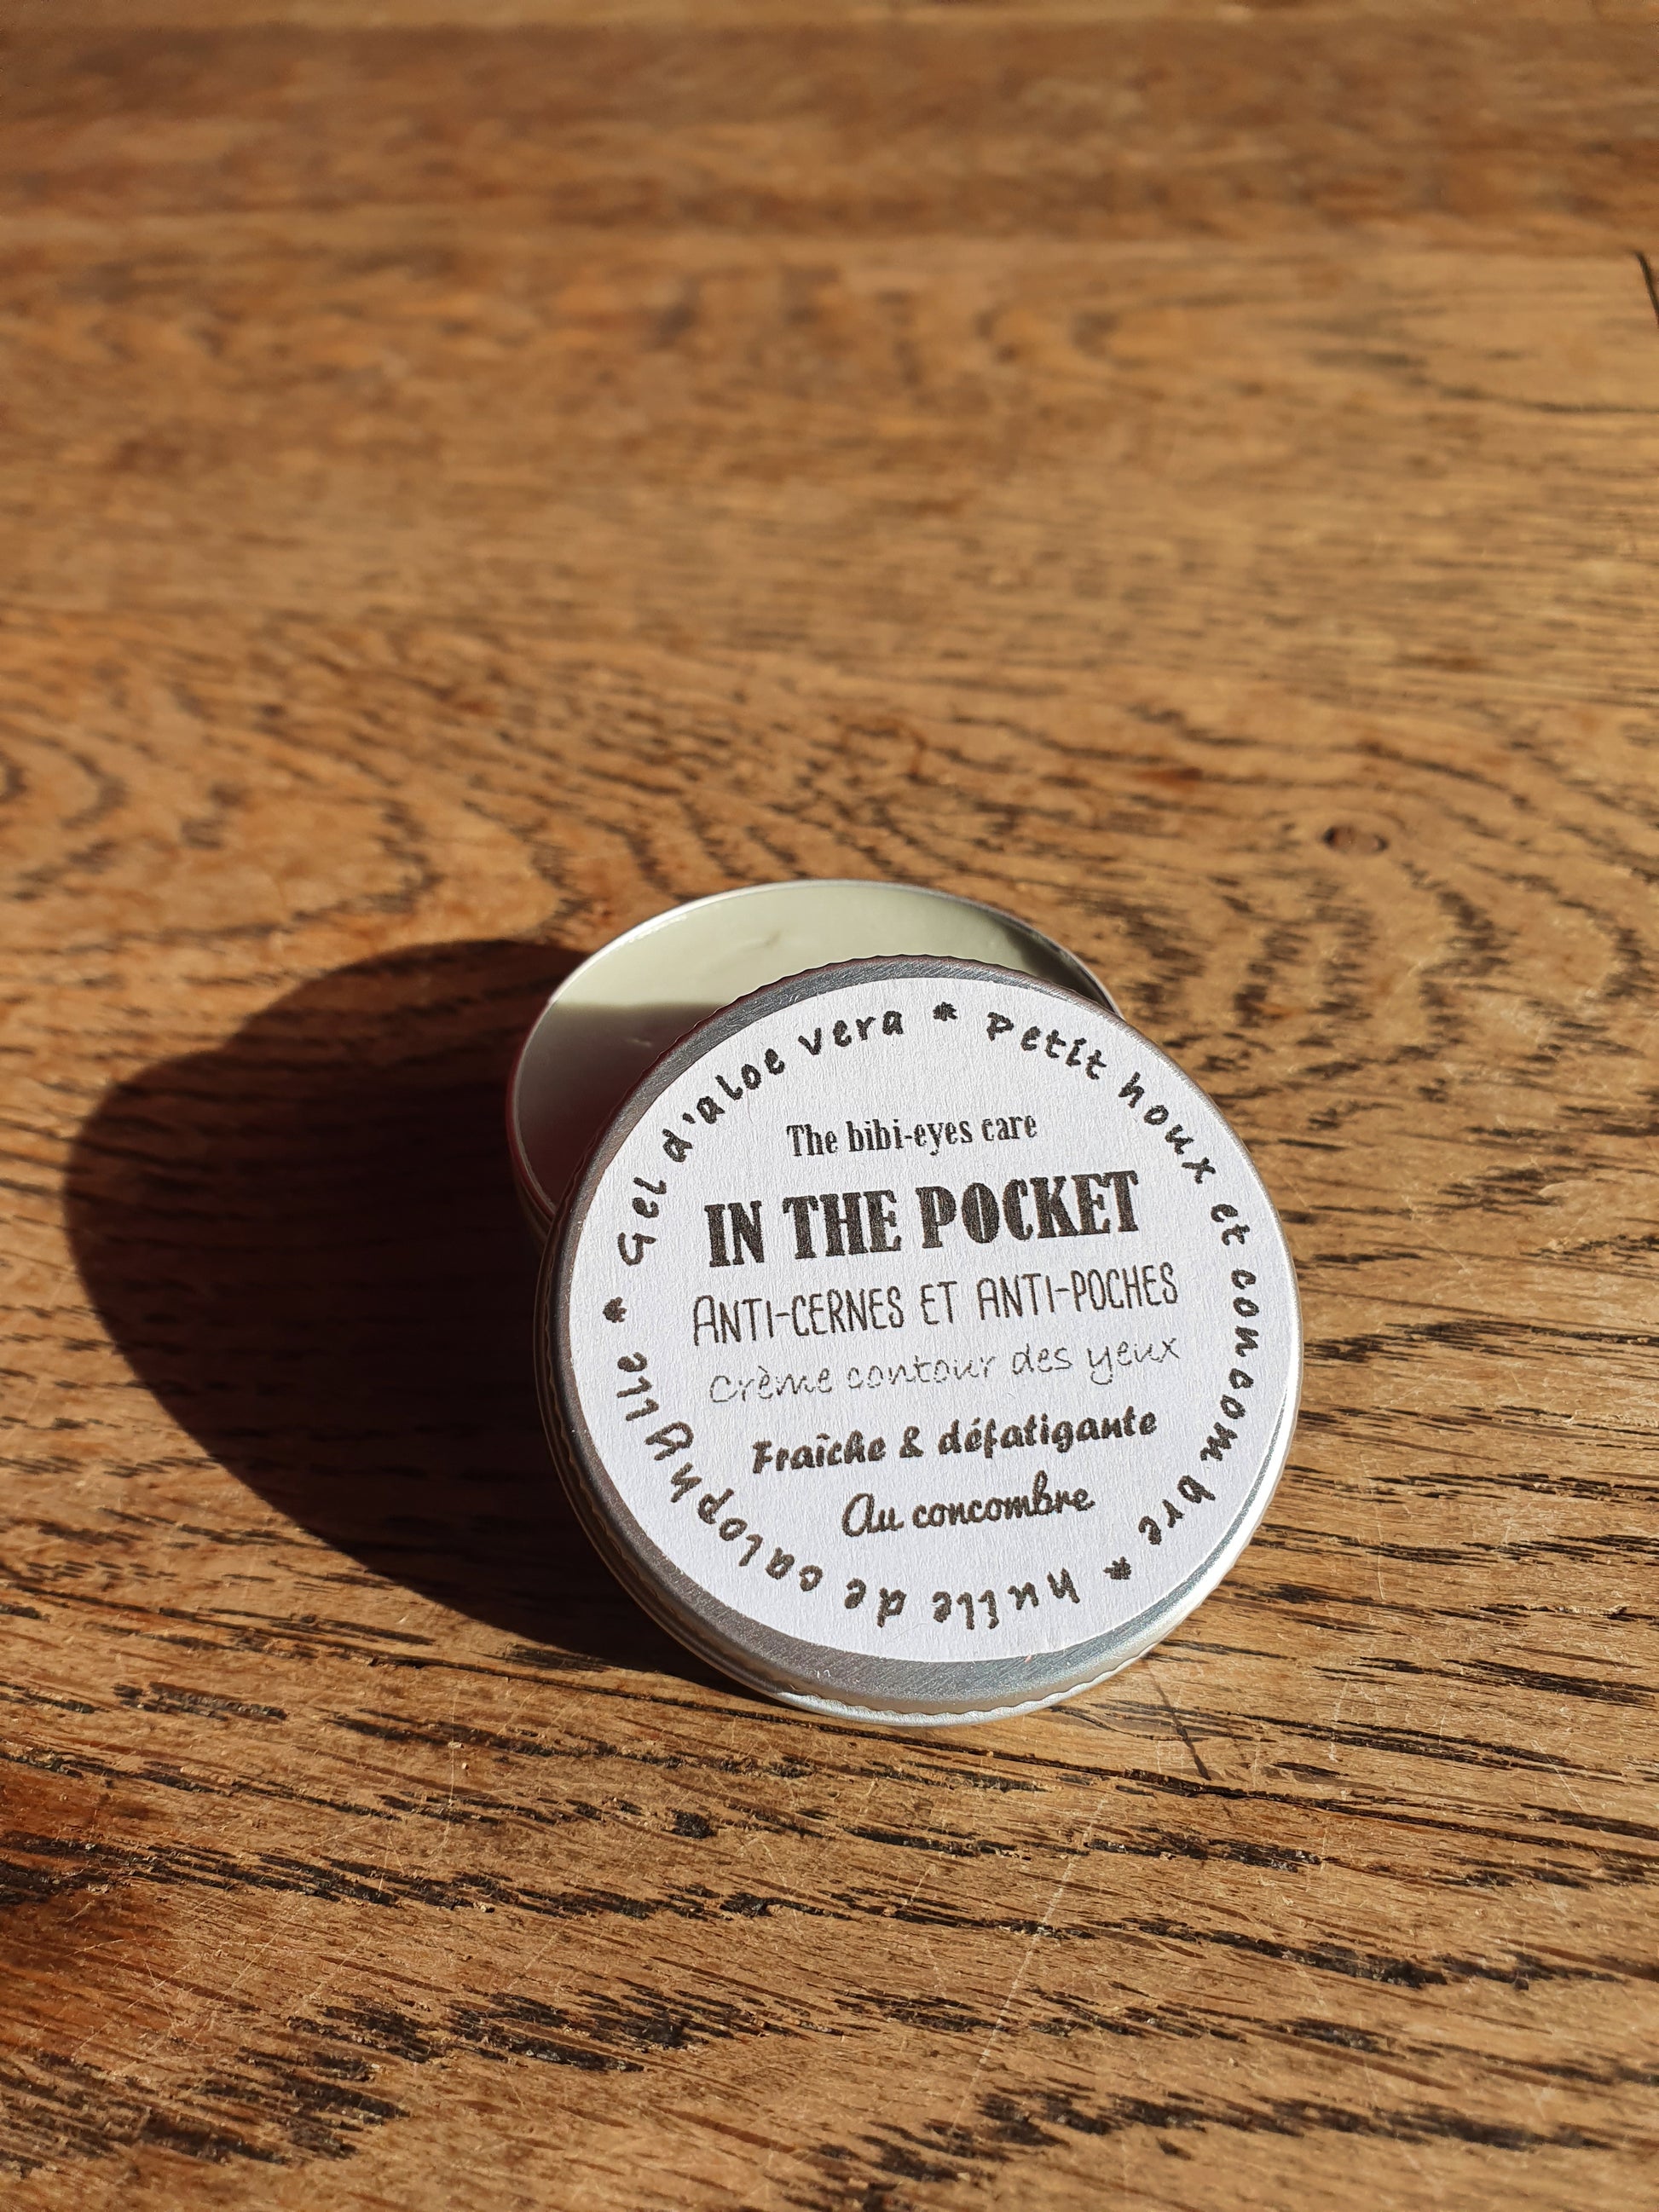 Gel d'aloe vera * Petit houx et concombre * huile de calophylle *
The bibi-eyes care
IN THE POCKET
ANTI-CERNES ET ANTI-POCHES
Crème contour des yeux
Fraîche & défatigante
Au concombre